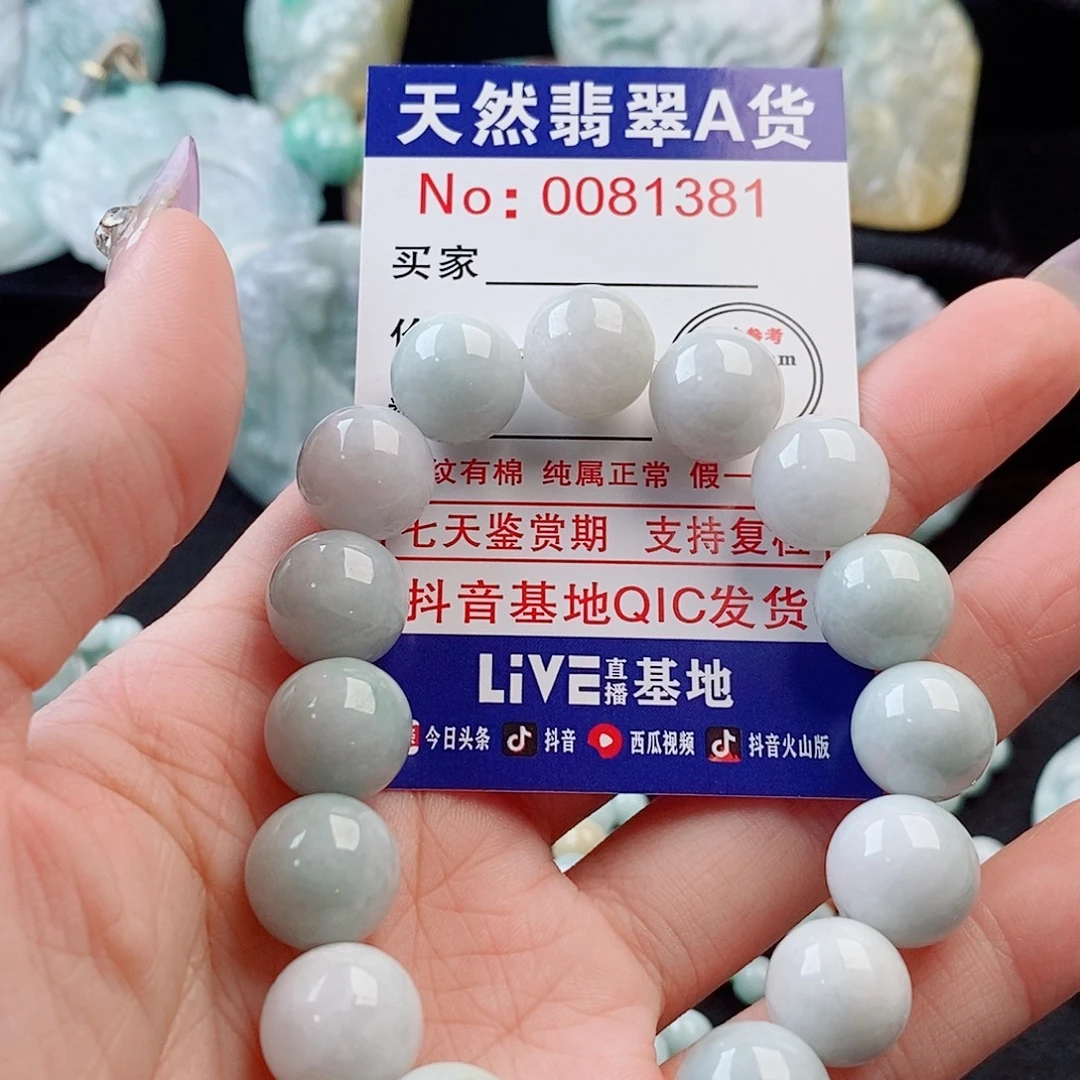 天然翡翠A货
No: 0081381
买家
参考
纹有棉 纯属正常 假一
七天鉴赏期 支持复检
抖音基地QIC发货
LiVE直播基地
今日头条 抖音 西瓜视频 抖音火山版